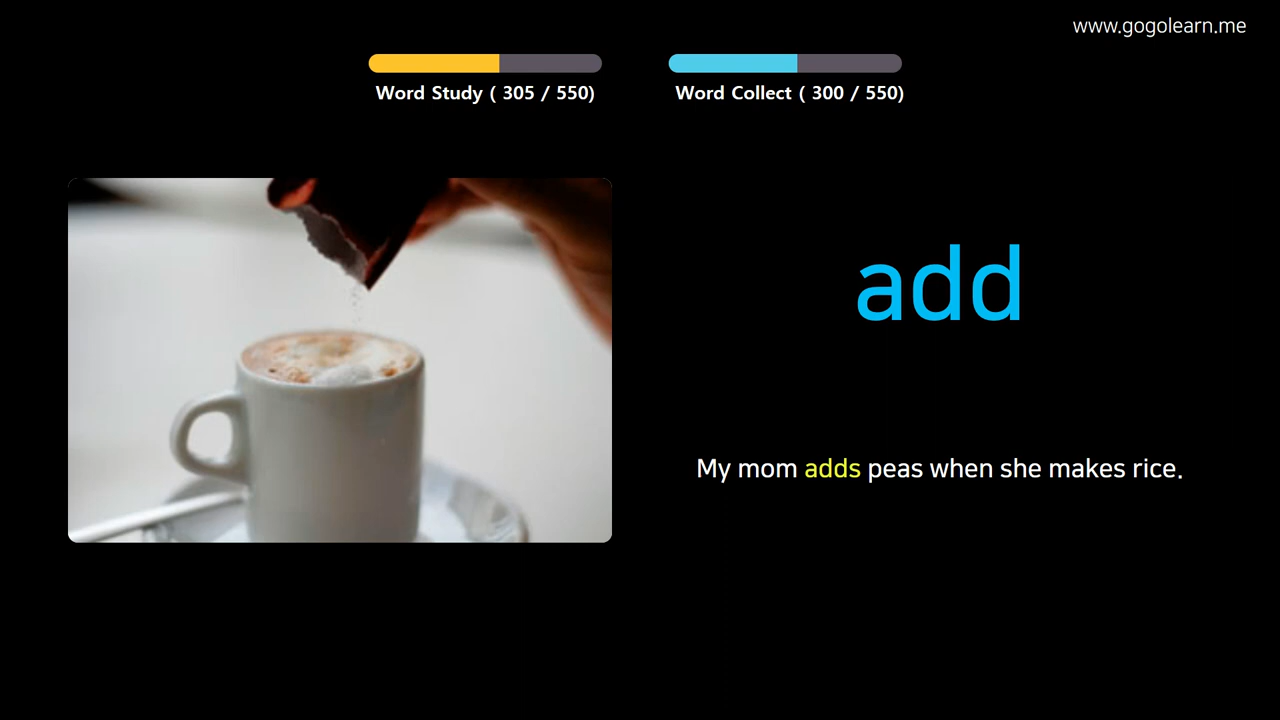 www.gogolearn.me
Word Study ( 305 / 550)
Word Collect ( 300 / 550)
add
My mom adds peas when she makes rice.